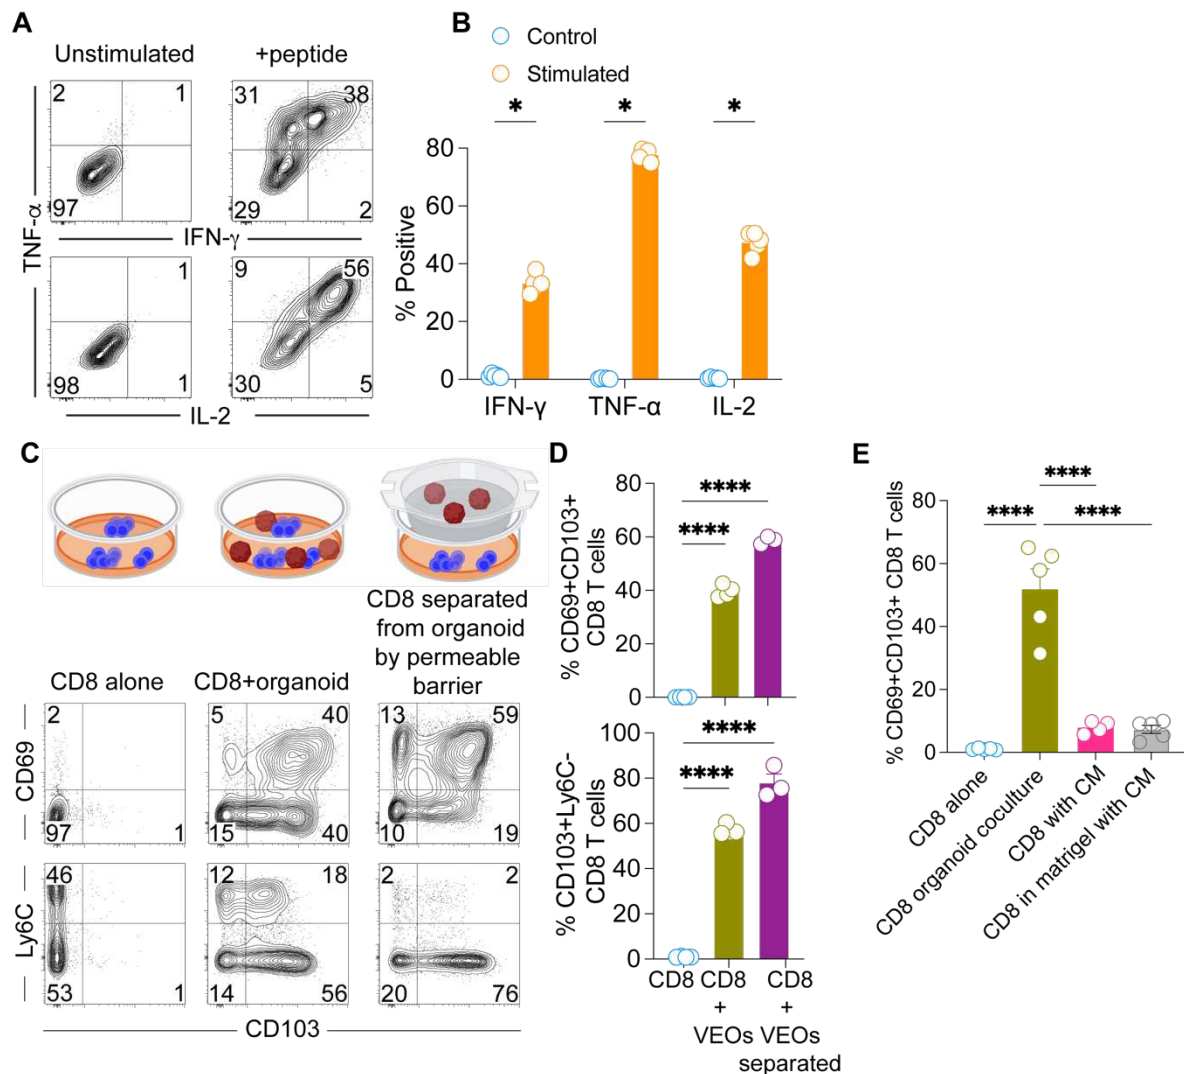 A
Unstimulated
+peptide
2
1
97
31
38
29
2
TNF-α
IFN-γ
1
98
1
9
56
30
5
IL-2
B
Control
Stimulated
*
*
*
% Positive
80
60
40
20
0
IFN-γ
TNF-α
IL-2
C
CD8 alone
CD8+organoid
CD8 separated
from organoid
by permeable
barrier
CD69
2
97
1
5
40
15
40
13
59
10
19
Ly6C
46
53
1
12
18
14
56
2
2
20
76
CD103
D
% CD69+CD103+
CD8 T cells
80
60
40
20
0
****
****
% CD103+Ly6C-
CD8 T cells
100
80
60
40
20
0
****
****
CD8
CD8
+
VEOs
CD8
+
VEOs
separated
E
% CD69+CD103+ CD8 T cells
80
60
40
20
0
****
****
****
CD8 alone
CD8 organoid coculture
CD8 with CM
CD8 in matrigel with CM